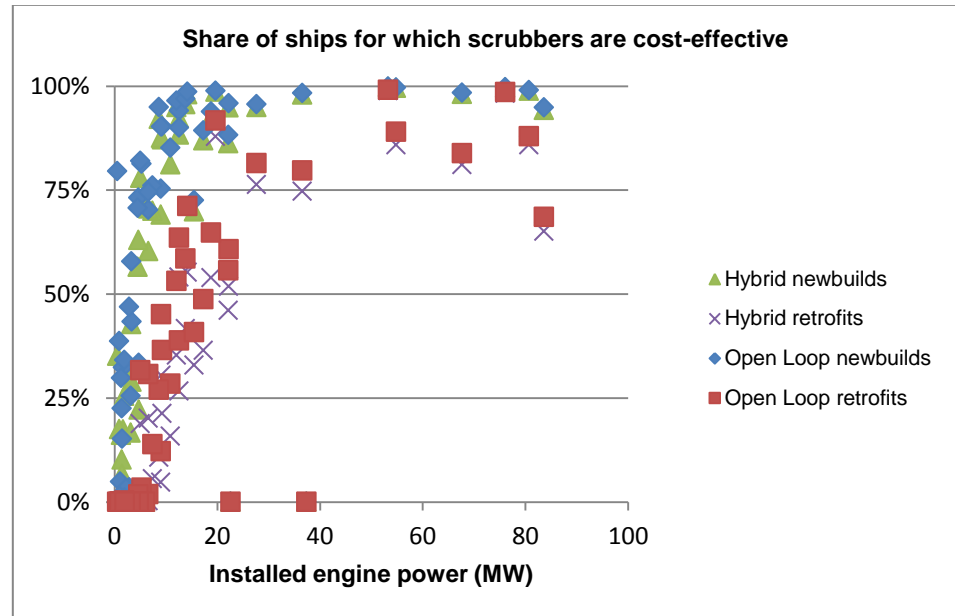 Share of ships for which scrubbers are cost-effective
100%
75%
50%
25%
0%
0 20 40 60 80 100
Installed engine power (MW)
Hybrid newbuilds
Hybrid retrofits
Open Loop newbuilds
Open Loop retrofits